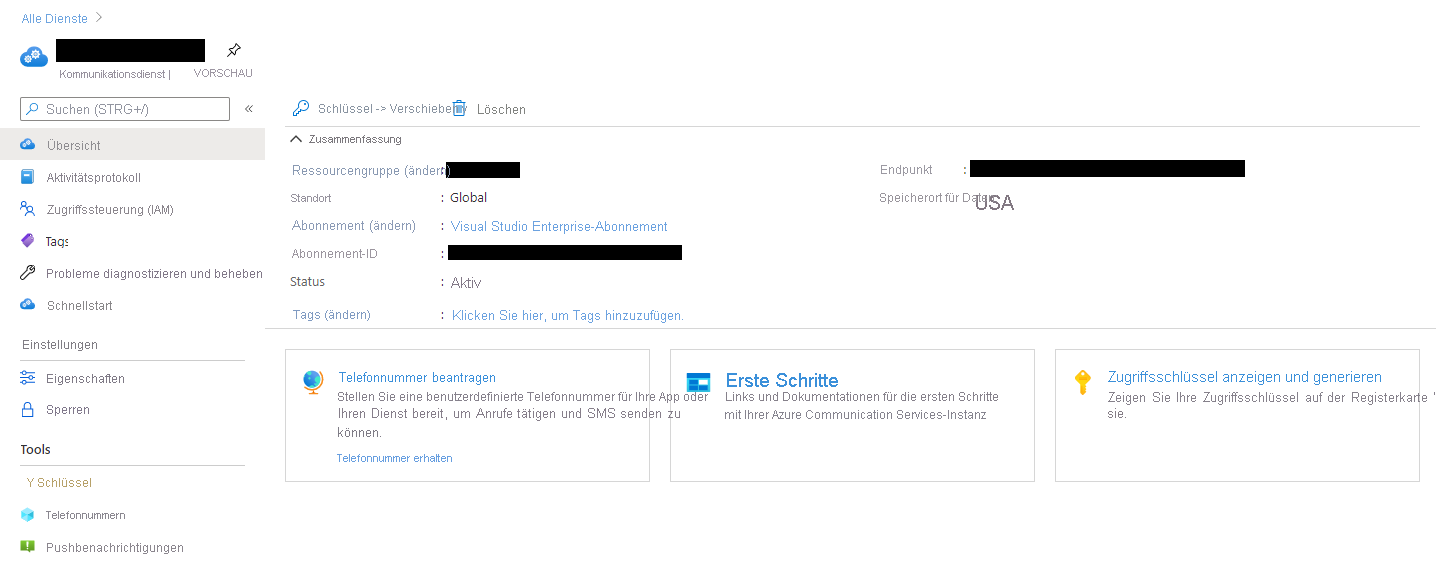 Alle Dienste
Kommunikationsdienst | VORSCHAU
Suchen (STRG+/)
«
Übersicht
Aktivitätsprotokoll
Zugriffssteuerung (IAM)
Tags
Probleme diagnostizieren und beheben
Schnellstart
Einstellungen
Eigenschaften
Sperren
Tools
Y Schlüssel
Telefonnummern
Pushbenachrichtigungen
Schlüssel -> Verschieben Löschen
Zusammenfassung
Ressourcengruppe (ändern) :
Standort : Global
Abonnement (ändern) : Visual Studio Enterprise-Abonnement
Abonnement-ID :
Status : Aktiv
Tags (ändern) : Klicken Sie hier, um Tags hinzuzufügen.
Endpunkt :
Speicherort für Daten USA
Telefonnummer beantragen
Stellen Sie eine benutzerdefinierte Telefonnummer für Ihre App oder
Ihren Dienst bereit, um Anrufe tätigen und SMS senden zu
können.
Telefonnummer erhalten
Erste Schritte
Links und Dokumentationen für die ersten Schritte
mit Ihrer Azure Communication Services-Instanz
Zugriffsschlüssel anzeigen und generieren
Zeigen Sie Ihre Zugriffsschlüssel auf der Registerkarte
sie.